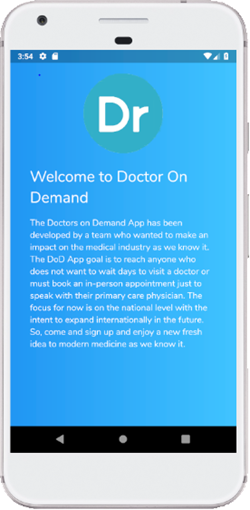 3:54
Dr
Welcome to Doctor On
Demand
The Doctors on Demand App has been
developed by a team who wanted to make an
impact on the medical industry as we know it.
The DoD App goal is to reach anyone who
does not want to wait days to visit a doctor or
must book an in-person appointment just to
speak with their primary care physician. The
focus for now is on the national level with the
intent to expand internationally in the future.
So, come and sign up and enjoy a new fresh
idea to modern medicine as we know it.